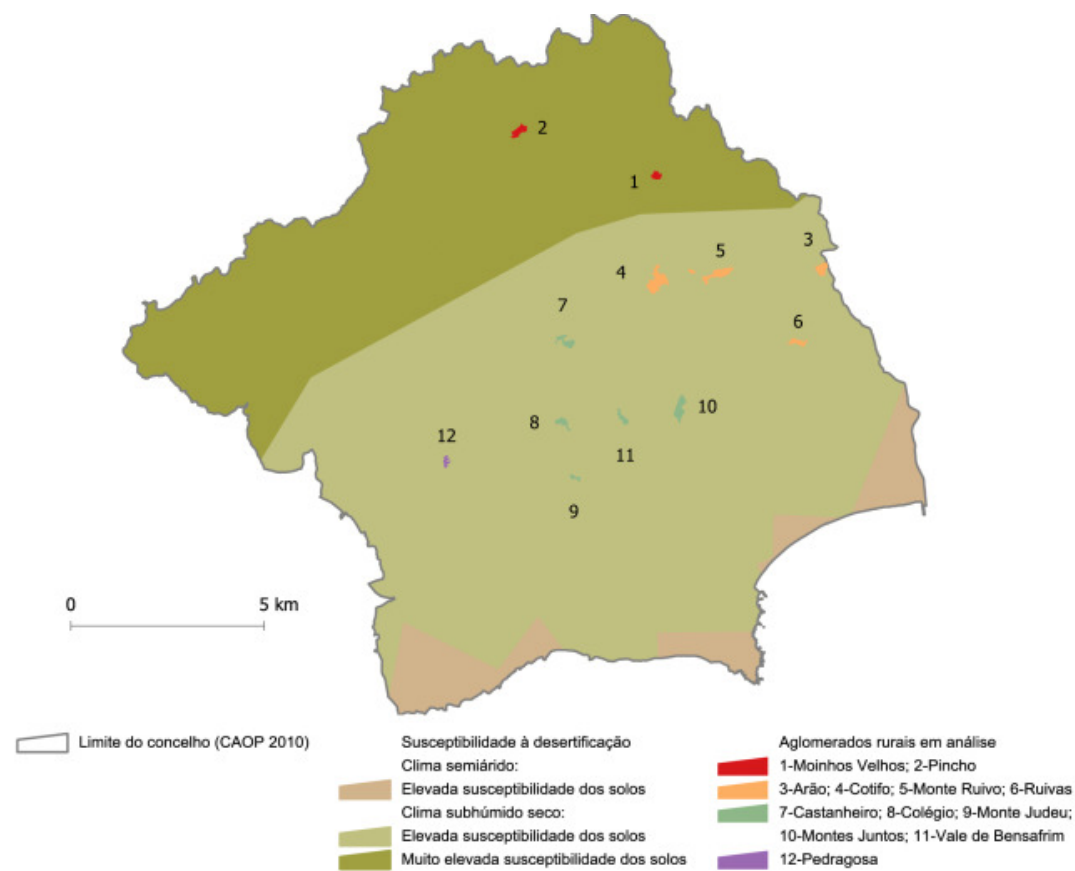 2
1
3
5
4
7
6
10
8
12
11
9
0 5 km
Limite do concelho (CAOP 2010)
Susceptibilidade à desertificação
Clima semiárido:
Elevada susceptibilidade dos solos
Clima subhúmido seco:
Elevada susceptibilidade dos solos
Muito elevada susceptibilidade dos solos
Aglomerados rurais em análise
1-Moinhos Velhos; 2-Pincho
3-Arão; 4-Cotifo; 5-Monte Ruivo; 6-Ruivas
7-Castanheiro; 8-Colégio; 9-Monte Judeu;
10-Montes Juntos; 11-Vale de Bensafrim
12-Pedragosa